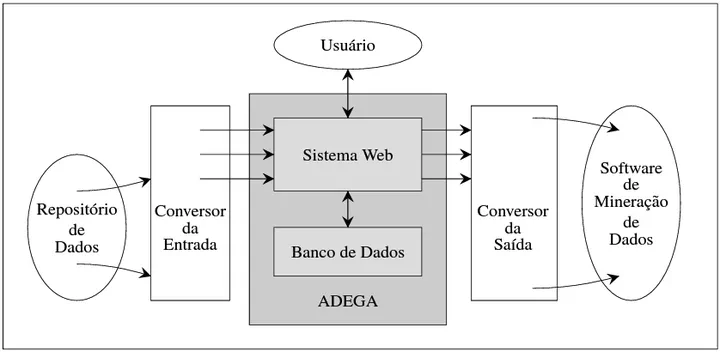 Usuário
Repositório
de
Dados
Conversor
da
Entrada
Sistema Web
Banco de Dados
ADEGA
Conversor
da
Saída
Software
de
Mineração
de
Dados